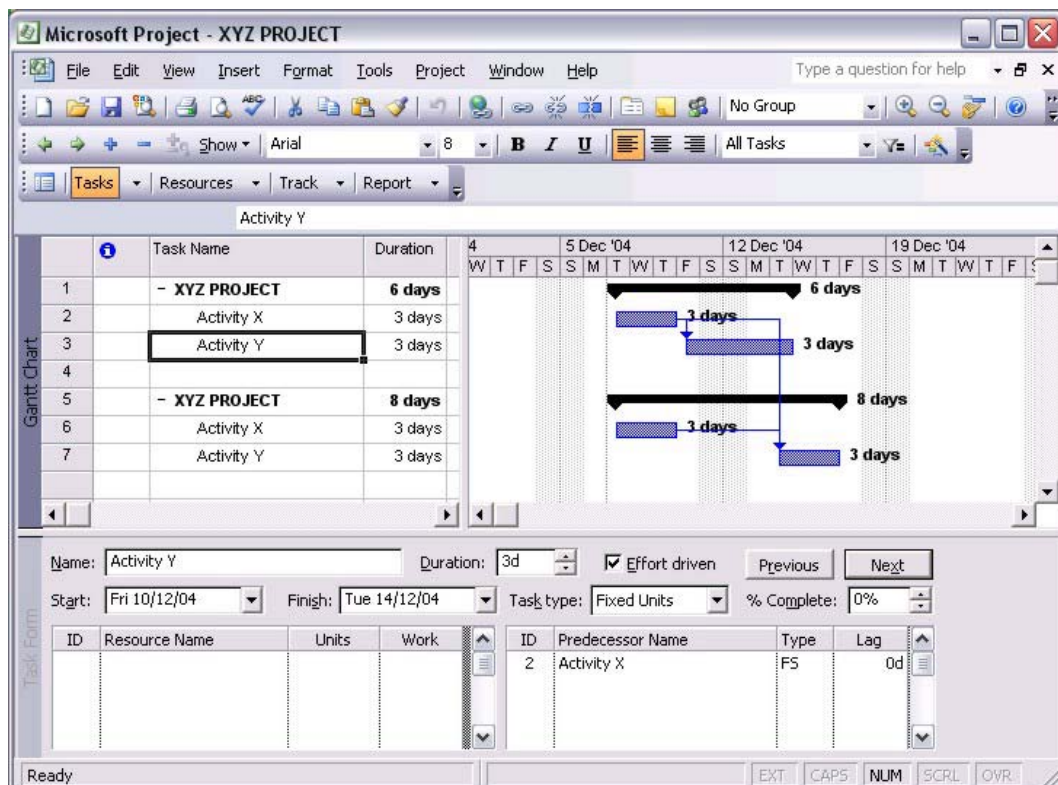 Microsoft Project - XYZ PROJECT
File Edit View Insert Format Tools Project Window Help Type a question for help
No Group
Show Arial 8 B I U All Tasks
Tasks Resources Track Report
Activity Y
Task Name Duration 4 5 Dec '04 12 Dec '04 19 Dec '04
W T F S S M T W T F S S M T W T F S S M T W T F S
1 - XYZ PROJECT 6 days 6 days
2 Activity X 3 days 3 days
3 Activity Y 3 days 3 days
4
5 - XYZ PROJECT 8 days 8 days
6 Activity X 3 days 3 days
7 Activity Y 3 days 3 days
Gantt Chart
Name: Activity Y Duration: 3d Effort driven Previous Next
Start: Fri 10/12/04 Finish: Tue 14/12/04 Task type: Fixed Units % Complete: 0%
ID Resource Name Units Work ID Predecessor Name Type Lag
2 Activity X FS 0d
Task Form
Ready EXT CAPS NUM SCRL OVR